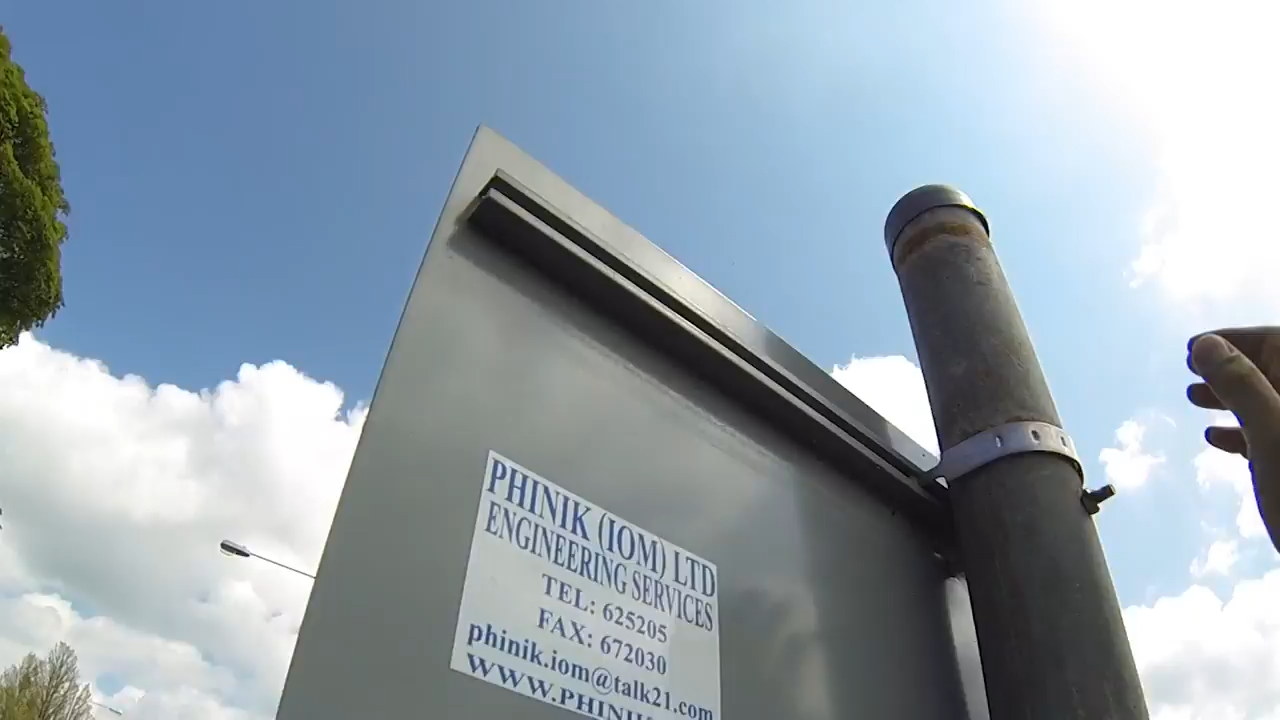 PHINIK (IOM) LTD
ENGINEERING SERVICES
TEL: 625205
FAX: 672030
phinik.iom@talk21.com